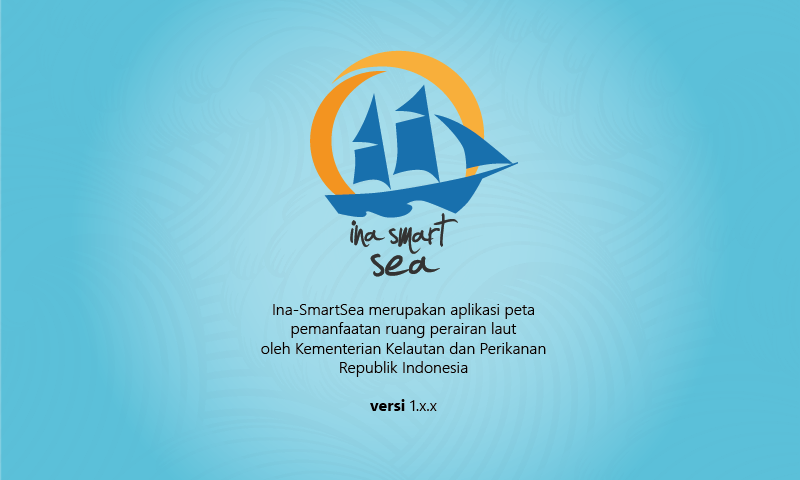 ina smart
sea
Ina-SmartSea merupakan aplikasi peta
pemanfaatan ruang perairan laut
oleh Kementerian Kelautan dan Perikanan
Republik Indonesia
versi 1.x.x